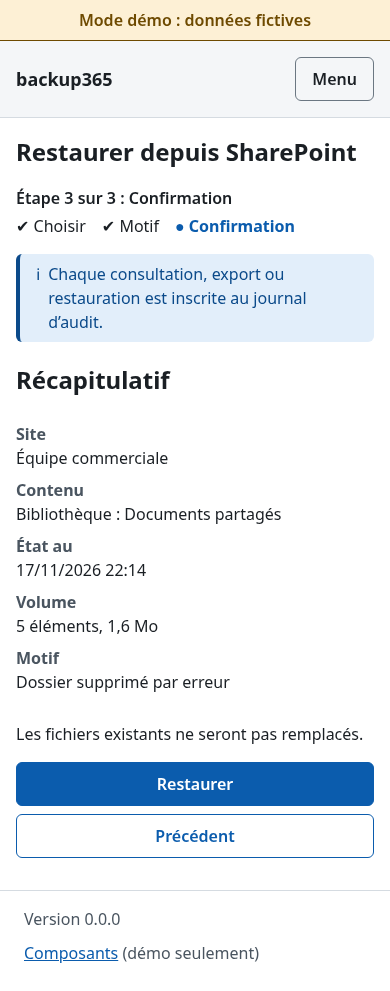 Mode démo : données fictives
backup365
Menu
Restaurer depuis SharePoint
Étape 3 sur 3 : Confirmation
✔ Choisir ✔ Motif ● Confirmation
i Chaque consultation, export ou
restauration est inscrite au journal
d’audit.
Récapitulatif
Site
Équipe commerciale
Contenu
Bibliothèque : Documents partagés
État au
17/11/2026 22:14
Volume
5 éléments, 1,6 Mo
Motif
Dossier supprimé par erreur
Les fichiers existants ne seront pas remplacés.
Restaurer
Précédent
Version 0.0.0
Composants (démo seulement)